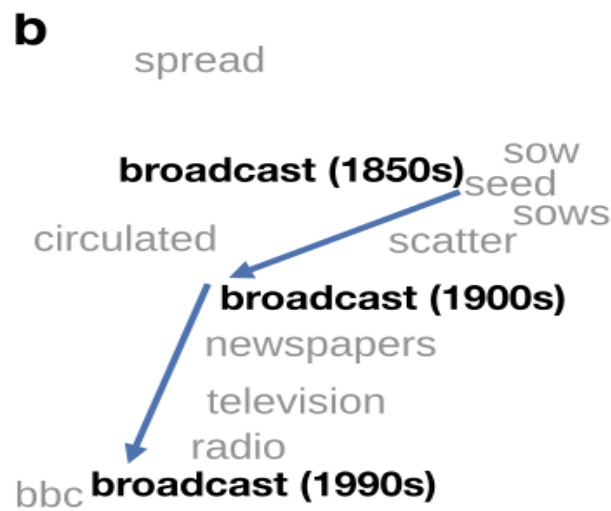 b
spread
sow
broadcast (1850s)
seed
sows
circulated
scatter
broadcast (1900s)
newspapers
television
radio
bbc
broadcast (1990s)